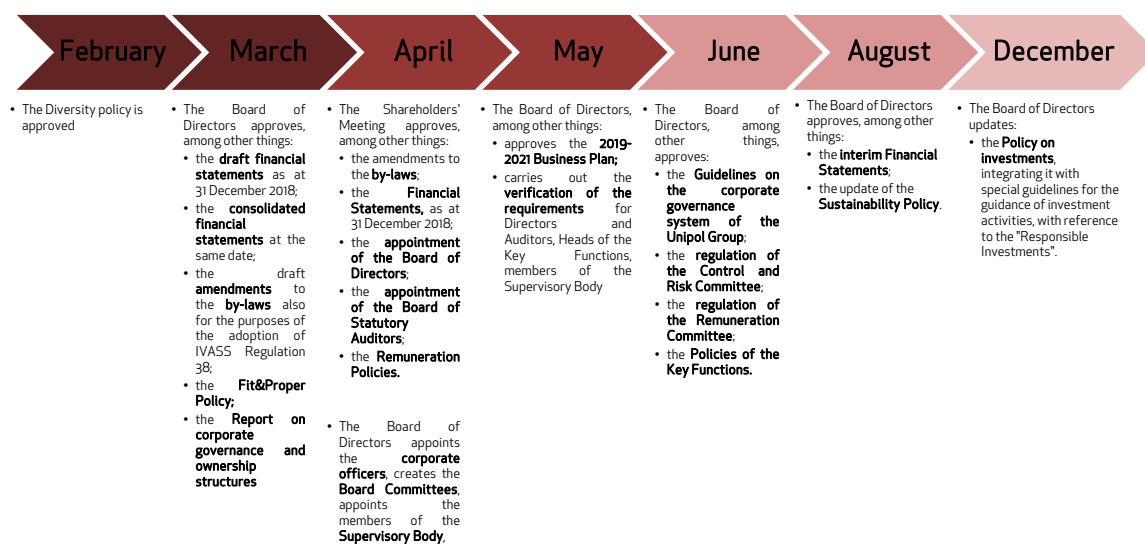 February
March
April
May
June
August
December
• The Diversity policy is
approved
• The Board of
Directors approves,
among other things:
• the draft financial
statements as at
31 December 2018;
• the consolidated
financial
statements at the
same date;
• the draft
amendments to
the by-laws also
for the purposes of
the adoption of
IVASS Regulation
38;
• the Fit&Proper
Policy;
• the Report on
corporate
governance and
ownership
structures
• The Shareholders'
Meeting approves,
among other things:
• the amendments to
the by-laws;
• the Financial
Statements, as at
31 December 2018;
• the appointment
of the Board of
Directors;
• the appointment
of the Board of
Statutory
Auditors;
• the Remuneration
Policies.
• The Board of
Directors appoints
the corporate
officers, creates the
Board Committees,
appoints the
members of the
Supervisory Body,
• The Board of Directors,
among other things:
• approves the 2019-
2021 Business Plan;
• carries out the
verification of the
requirements for
Directors and
Auditors, Heads of the
Key Functions,
members of the
Supervisory Body
• The Board of
Directors, among
other things,
approves:
• the Guidelines on
the corporate
governance
system of the
Unipol Group;
• the regulation of
the Control and
Risk Committee;
• the regulation of
the Remuneration
Committee;
• the Policies of the
Key Functions.
• The Board of Directors
approves, among other
things:
• the interim Financial
Statements;
• the update of the
Sustainability Policy.
• The Board of Directors
updates:
• the Policy on
investments,
integrating it with
special guidelines for the
guidance of investment
activities, with reference
to the "Responsible
Investments".